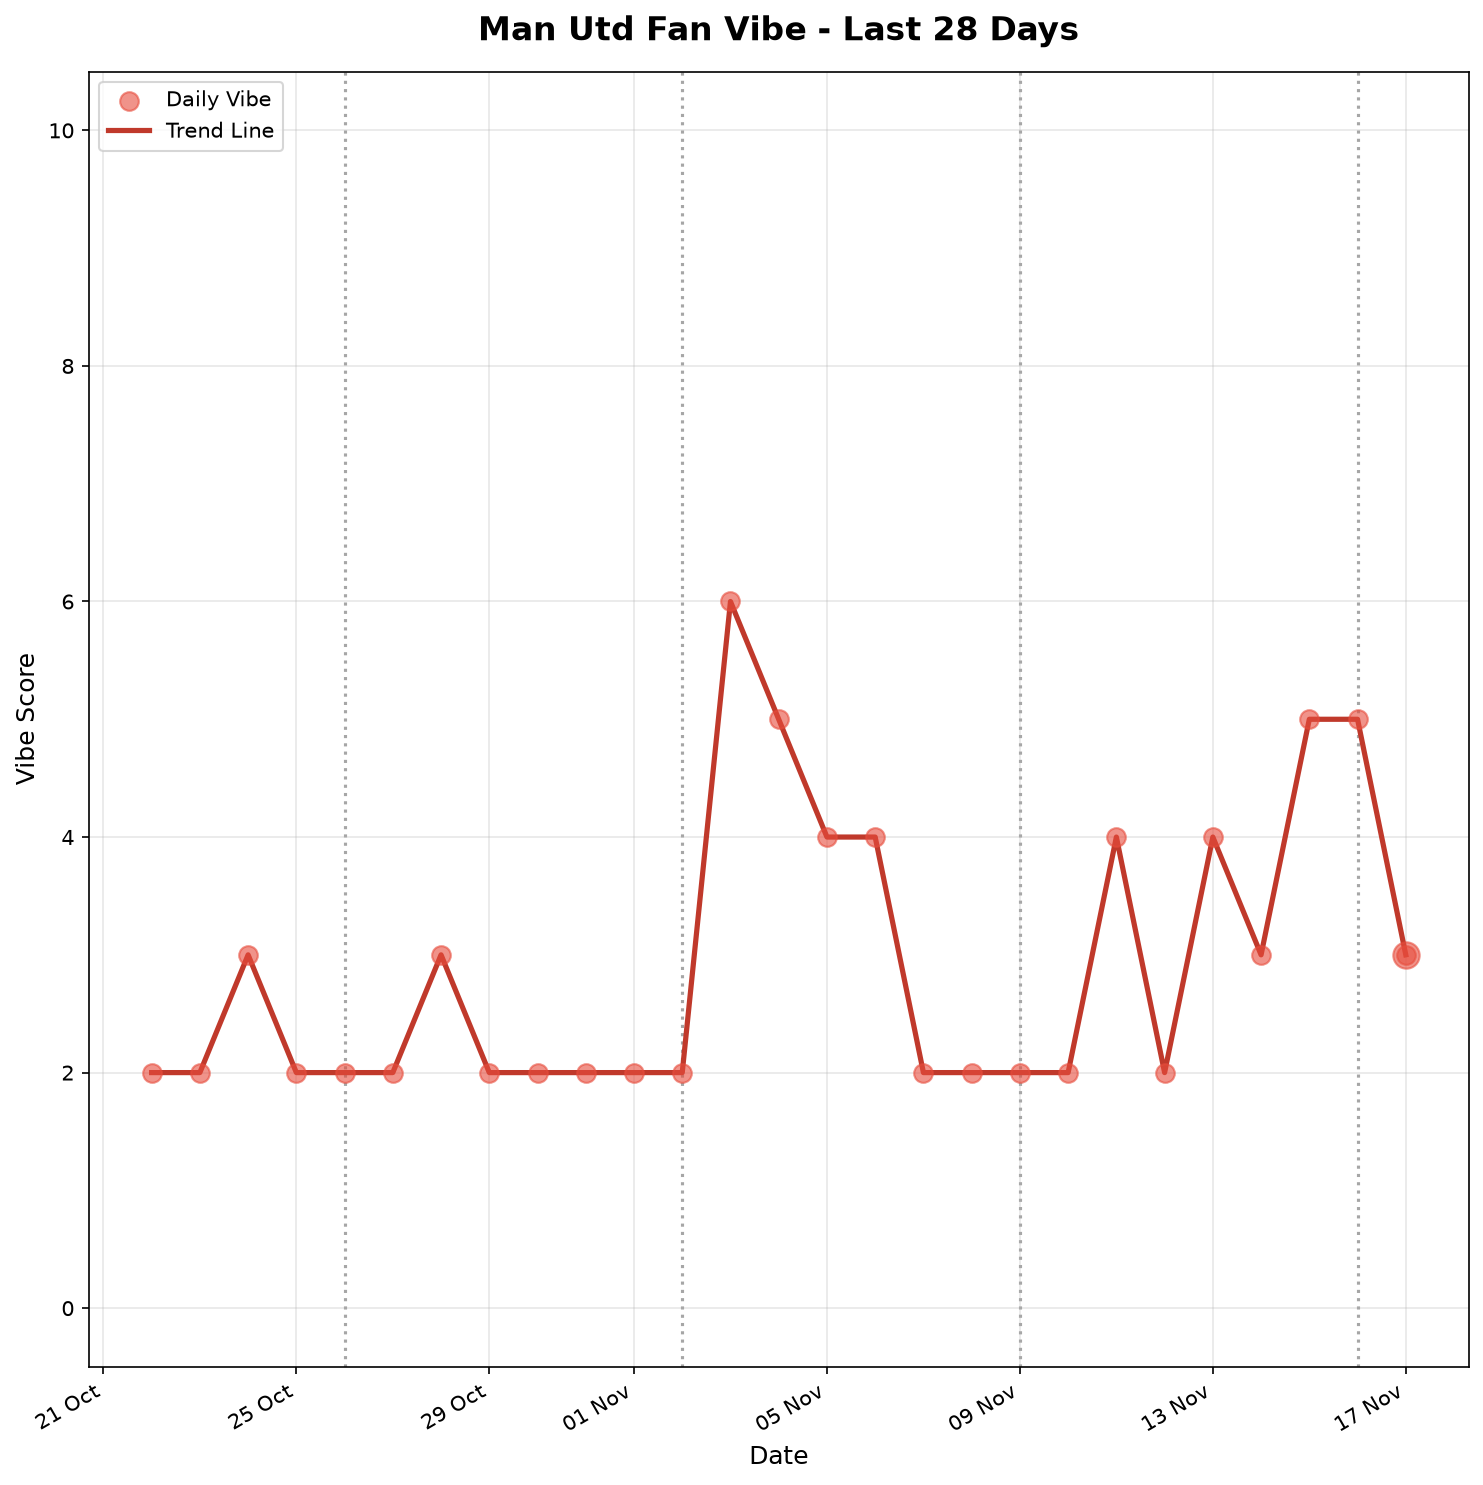 Man Utd Fan Vibe - Last 28 Days
Daily Vibe
Trend Line
10
8
6
4
2
0
Vibe Score
21 Oct
25 Oct
29 Oct
01 Nov
05 Nov
09 Nov
13 Nov
17 Nov
Date